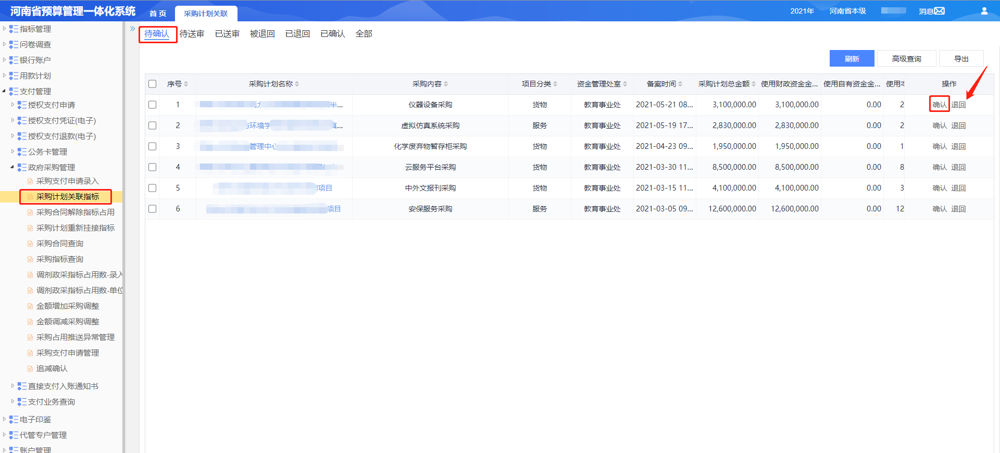 河南省预算管理一体化系统
首 页
采购计划关联
2021年
河南省本级
消息
指标管理
问卷调查
银行账户
用款计划
支付管理
授权支付申请
授权支付凭证(电子)
授权支付退款(电子)
公务卡管理
政府采购管理
采购支付申请录入
采购计划关联指标
采购合同解除指标占用
采购计划重新挂接指标
采购合同查询
采购指标查询
调剂政采指标占用数-录入
调剂政采指标占用数-单位
金额增加采购调整
金额调减采购调整
采购占用推送异常管理
采购支付申请管理
追减确认
直接支付入账通知书
支付业务查询
电子印鉴
代管专户管理
账户管理
待确认 待送审 已送审 被退回 已退回 已确认 全部
刷新 高级查询 导出
序号 采购计划名称 采购内容 项目分类 资金管理处室 备案时间 采购计划总金额 使用财政资金金... 使用自有资金金... 使用 操作
1 半... 仪器设备采购 货物 教育事业处 2021-05-21 08... 3,100,000.00 3,100,000.00 0.00 2 确认 退回
2 环境学 真... 虚拟仿真系统采购 服务 教育事业处 2021-05-19 17... 2,830,000.00 2,830,000.00 0.00 2 确认 退回
3 管理中心 化学废弃物暂存柜采购 货物 教育事业处 2021-04-23 09... 1,950,000.00 1,950,000.00 0.00 1 确认 退回
4 云服务平台采购 货物 教育事业处 2021-03-30 11... 8,500,000.00 8,500,000.00 0.00 8 确认 退回
5 项目 中外文报刊采购 货物 教育事业处 2021-03-15 11... 4,100,000.00 4,100,000.00 0.00 3 确认 退回
6 项目 安保服务采购 服务 教育事业处 2021-03-05 09... 12,600,000.00 12,600,000.00 0.00 12 确认 退回